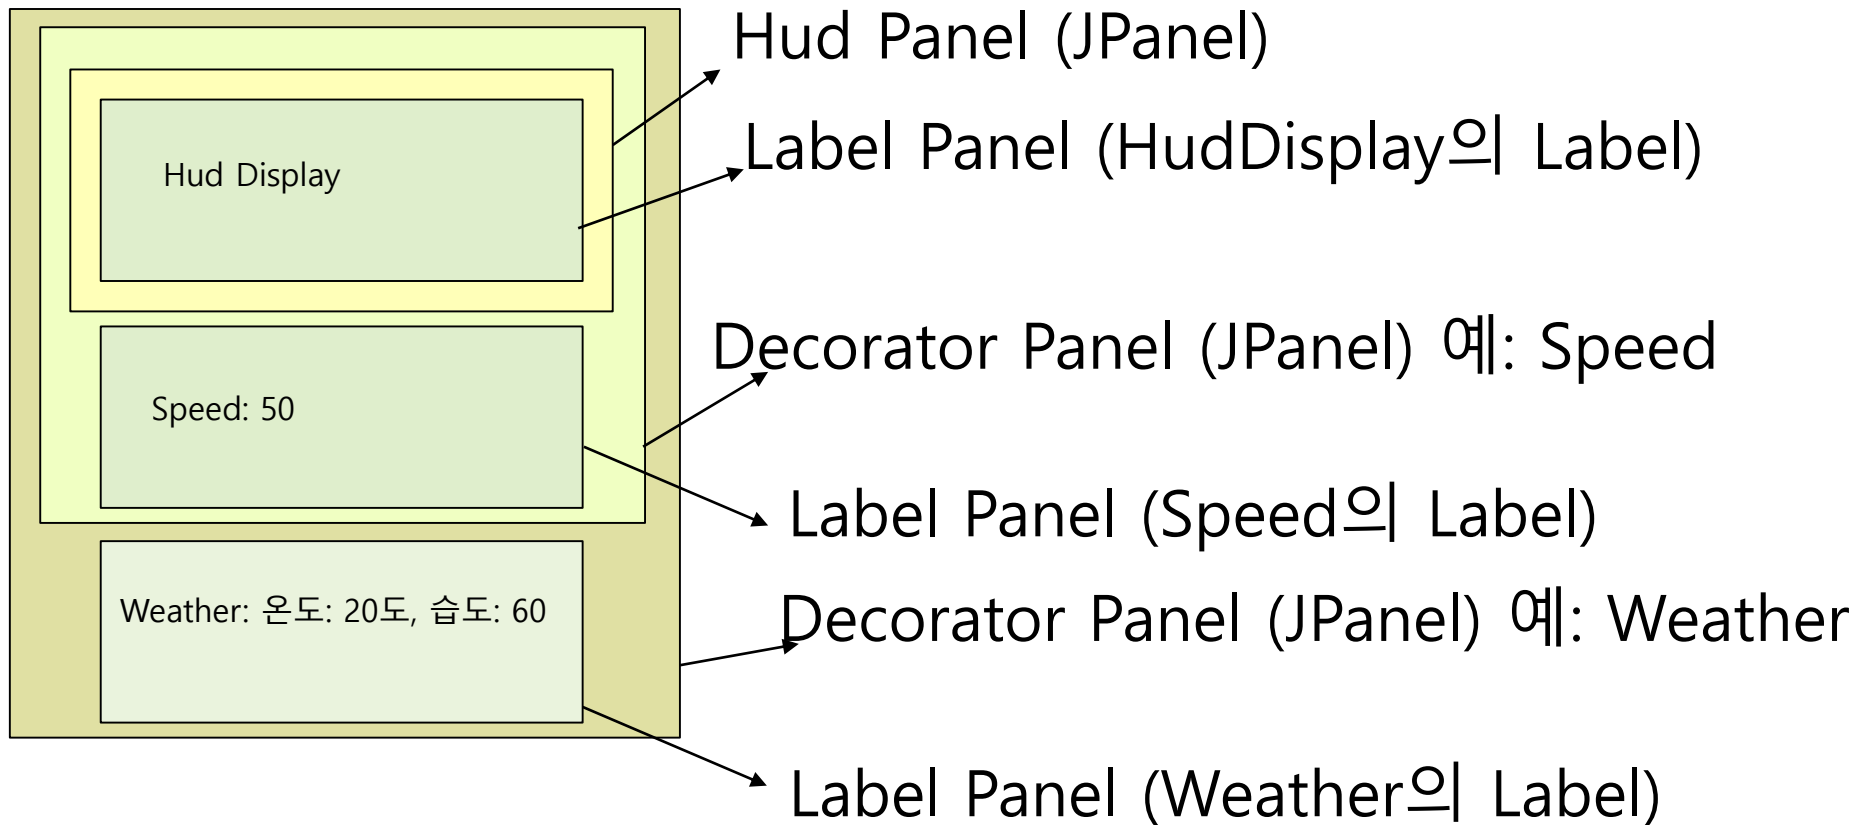 Hud Panel (JPanel)
Label Panel (HudDisplay의 Label)
Hud Display
Decorator Panel (JPanel) 예: Speed
Speed: 50
Label Panel (Speed의 Label)
Weather: 온도: 20도, 습도: 60
Decorator Panel (JPanel) 예: Weather
Label Panel (Weather의 Label)